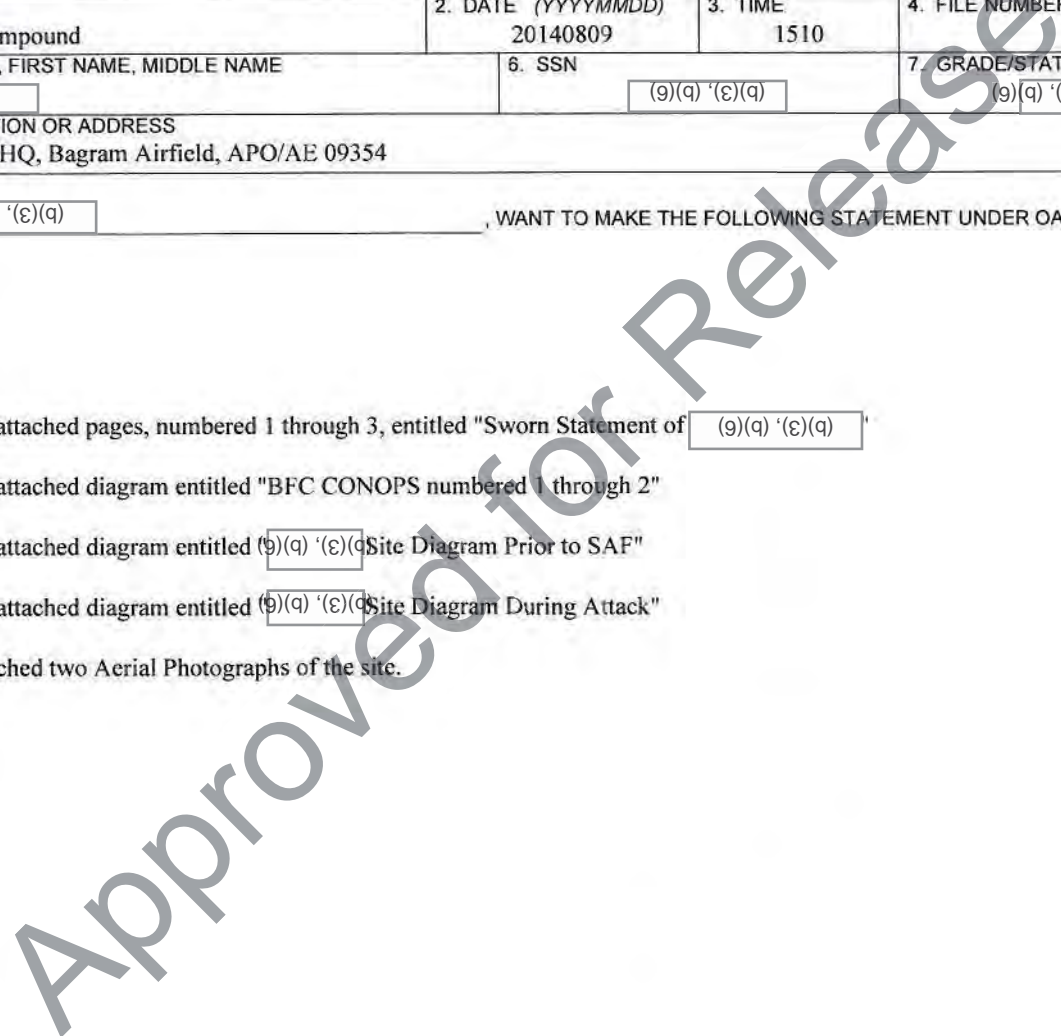 2. DATE (YYYYMMDD) 3. TIME 4. FILE NUMBER
mpound 20140809 1510
, FIRST NAME, MIDDLE NAME 6. SSN 7. GRADE/STAT
(b)(3), (b)(6) (b)(6)
ION OR ADDRESS
HQ, Bagram Airfield, APO/AE 09354
(b)(3), , WANT TO MAKE THE FOLLOWING STATEMENT UNDER OA
attached pages, numbered 1 through 3, entitled "Sworn Statement of (b)(3), (b)(6) "
attached diagram entitled "BFC CONOPS numbered 1 through 2"
attached diagram entitled "(b)(3), (b)(6) Site Diagram Prior to SAF"
attached diagram entitled "(b)(3), (b)(6) Site Diagram During Attack"
ched two Aerial Photographs of the site.
Approved for Release